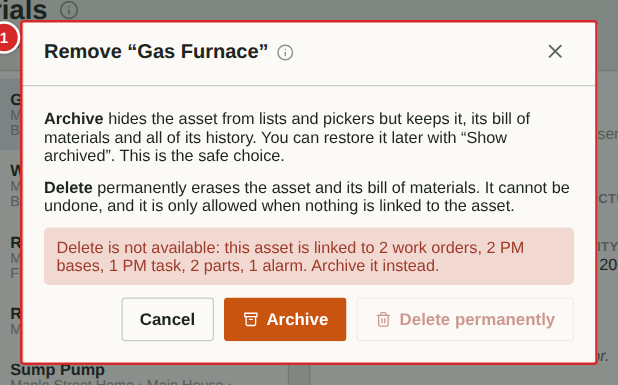 rials
1
Remove “Gas Furnace”
Archive hides the asset from lists and pickers but keeps it, its bill of
materials and all of its history. You can restore it later with “Show
archived”. This is the safe choice.
Delete permanently erases the asset and its bill of materials. It cannot be
undone, and it is only allowed when nothing is linked to the asset.
Delete is not available: this asset is linked to 2 work orders, 2 PM
bases, 1 PM task, 2 parts, 1 alarm. Archive it instead.
Cancel
Archive
Delete permanently
Sump Pump
Maple Street Home › Main House ›
20